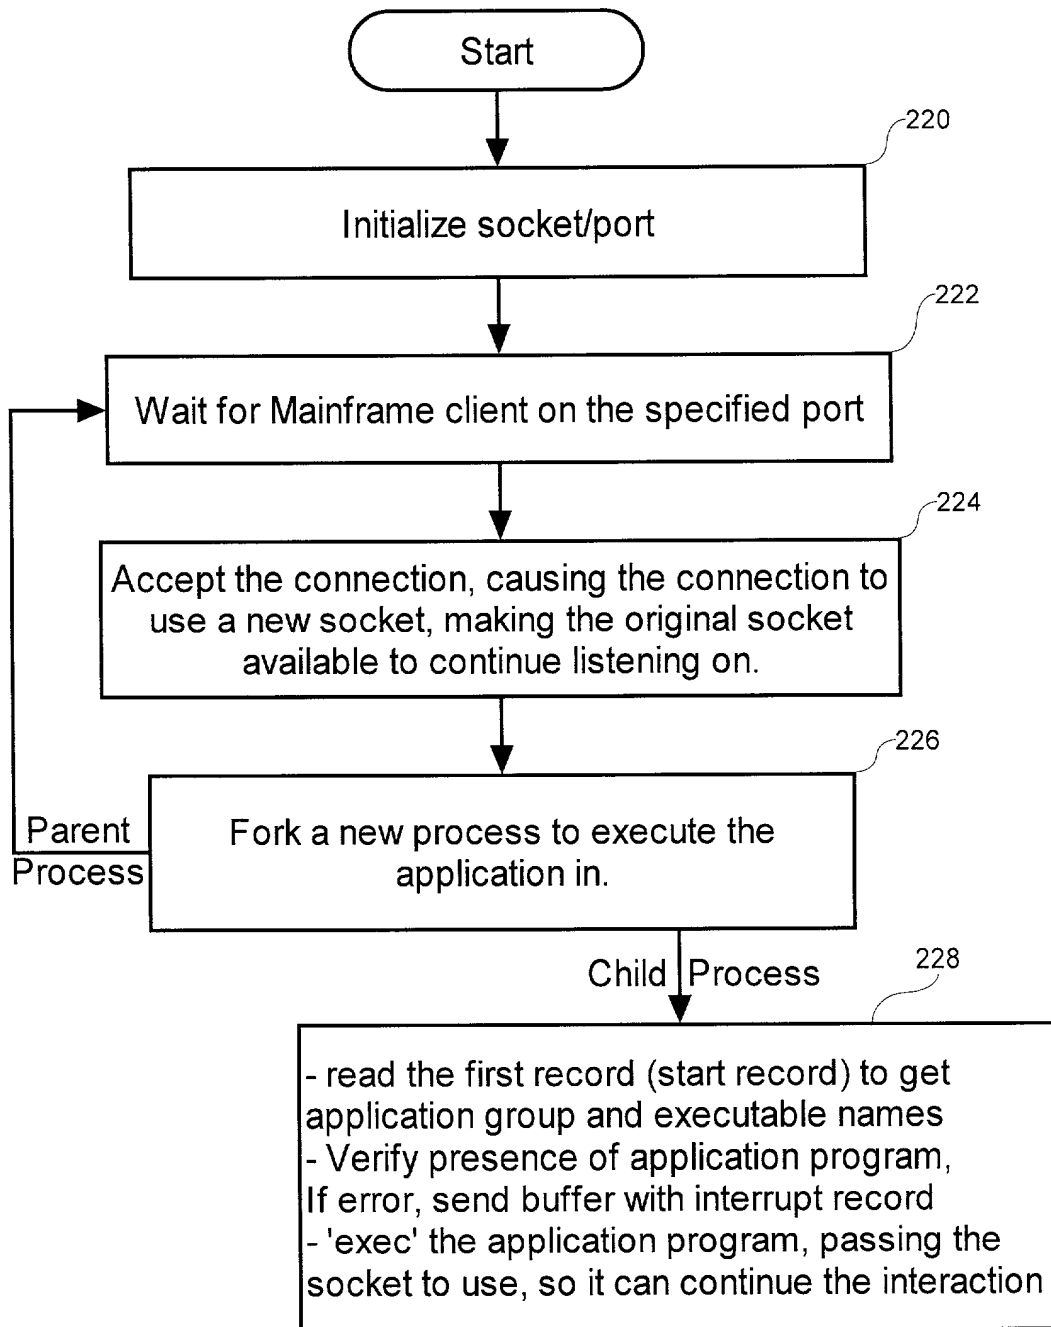 Start
220
Initialize socket/port
222
Wait for Mainframe client on the specified port
224
Accept the connection, causing the connection to
use a new socket, making the original socket
available to continue listening on.
226
Fork a new process to execute the
application in.
Parent
Process
Child Process
228
- read the first record (start record) to get
application group and executable names
- Verify presence of application program,
If error, send buffer with interrupt record
- 'exec' the application program, passing the
socket to use, so it can continue the interaction